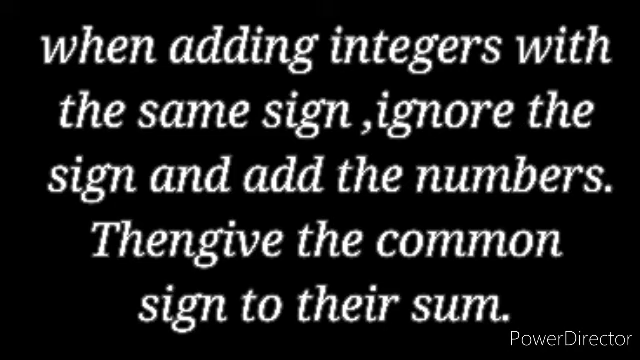 when adding integers with
the same sign ,ignore the
sign and add the numbers.
Thengive the common
sign to their sum.
PowerDirector